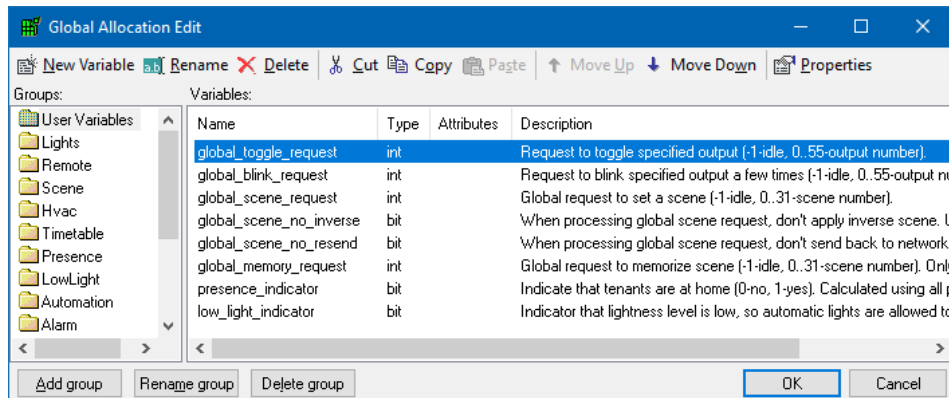 Global Allocation Edit
New Variable Rename Delete Cut Copy Paste Move Up Move Down Properties
Groups: Variables:
User Variables
Lights
Remote
Scene
Hvac
Timetable
Presence
LowLight
Automation
Alarm
Name Type Attributes Description
global_toggle_request int Request to toggle specified output (-1-idle, 0..55-output number).
global_blink_request int Request to blink specified output a few times (-1-idle, 0..55-output nu
global_scene_request int Global request to set a scene (-1-idle, 0..31-scene number).
global_scene_no_inverse bit When processing global scene request, don't apply inverse scene. U
global_scene_no_resend bit When processing global scene request, don't send back to network
global_memory_request int Global request to memorize scene (-1-idle, 0..31-scene number). Onl
presence_indicator bit Indicate that tenants are at home (0-no, 1-yes). Calculated using all p
low_light_indicator bit Indicator that lightness level is low, so automatic lights are allowed to
Add group Rename group Delete group OK Cancel